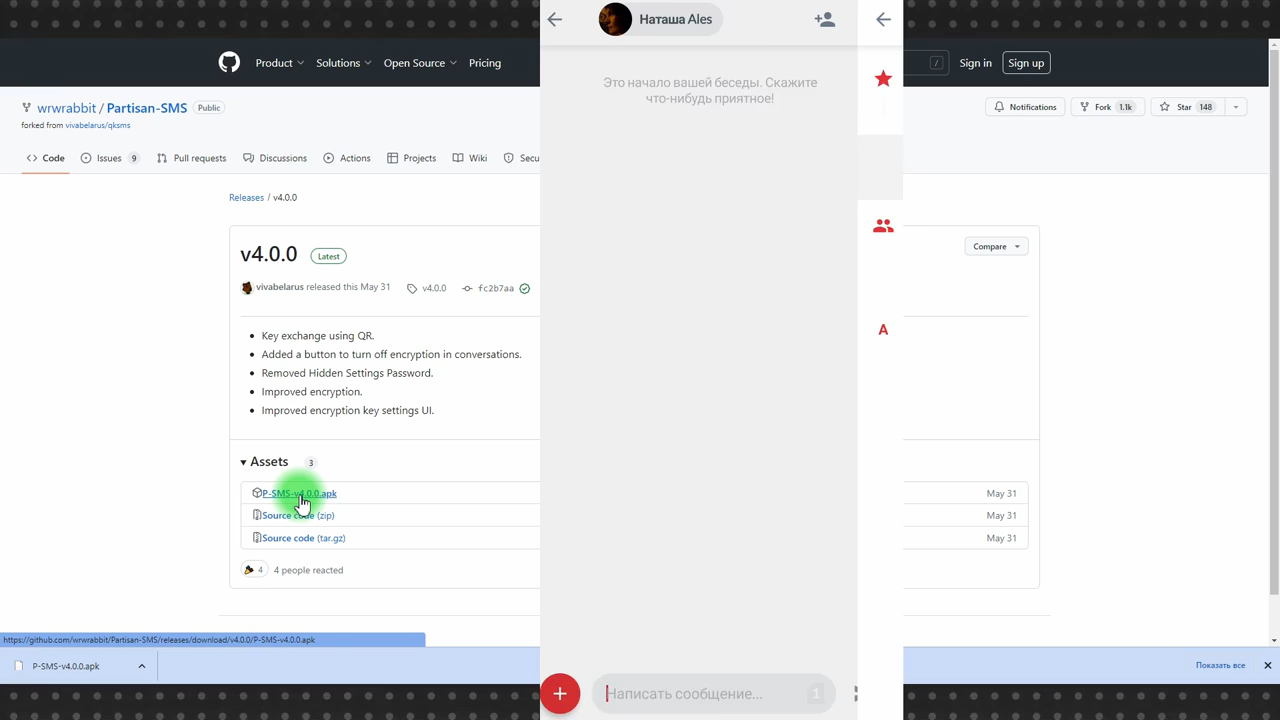 Product
Solutions
Open Source
Pricing
/
Sign in
Sign up
wrwrabbit / Partisan-SMS
Public
forked from vivabelarus/qksms
Notifications
Fork 1.1k
Star 148
Code
Issues 9
Pull requests
Discussions
Actions
Projects
Wiki
Secu
Releases / v4.0.0
v4.0.0
Latest
Compare
vivabelarus released this May 31
v4.0.0
fc2b7aa
Key exchange using QR.
Added a button to turn off encryption in conversations.
Removed Hidden Settings Password.
Improved encryption.
Improved encryption key settings UI.
Assets 3
P-SMS-v4.0.0.apk
May 31
Source code (zip)
May 31
Source code (tar.gz)
May 31
4
4 people reacted
https://github.com/wrwrabbit/Partisan-SMS/releases/download/v4.0.0/P-SMS-v4.0.0.apk
P-SMS-v4.0.0.apk
Показать все
Наташа Ales
Это начало вашей беседы. Скажите
что-нибудь приятное!
A
Написать сообщение...
1